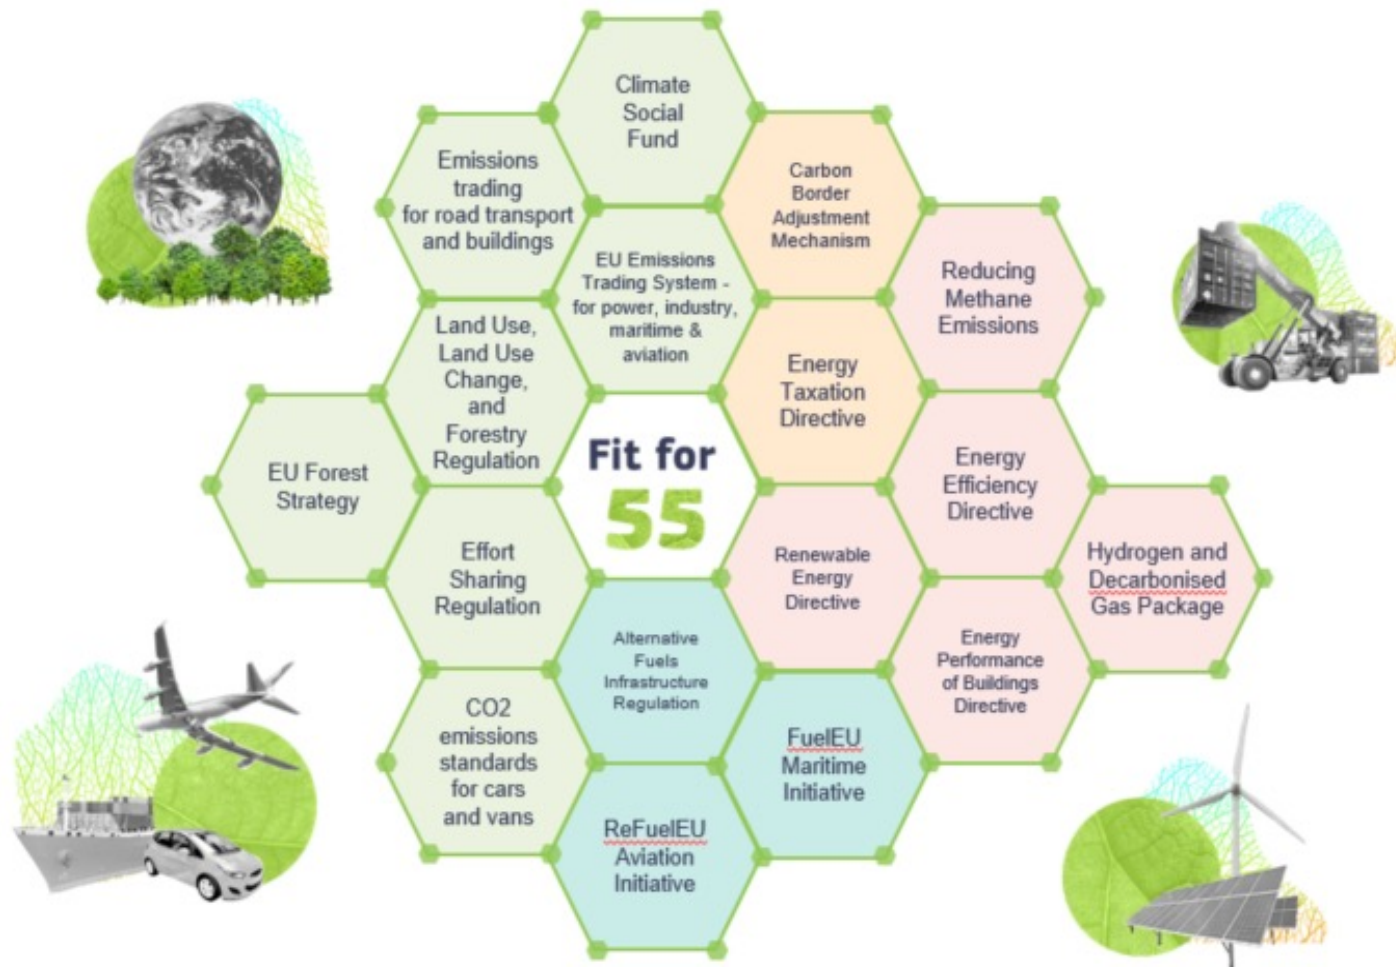 Climate
Social
Fund
Emissions
trading
for road transport
and buildings
Carbon
Border
Adjustment
Mechanism
EU Emissions
Trading System -
for power, industry,
maritime &
aviation
Reducing
Methane
Emissions
Land Use,
Land Use
Change,
and
Forestry
Regulation
Energy
Taxation
Directive
Fit for
55
EU Forest
Strategy
Energy
Efficiency
Directive
Effort
Sharing
Regulation
Renewable
Energy
Directive
Hydrogen and
Decarbonised
Gas Package
Alternative
Fuels
Infrastructure
Regulation
Energy
Performance
of Buildings
Directive
CO2
emissions
standards
for cars
and vans
FuelEU
Maritime
Initiative
ReFuelEU
Aviation
Initiative